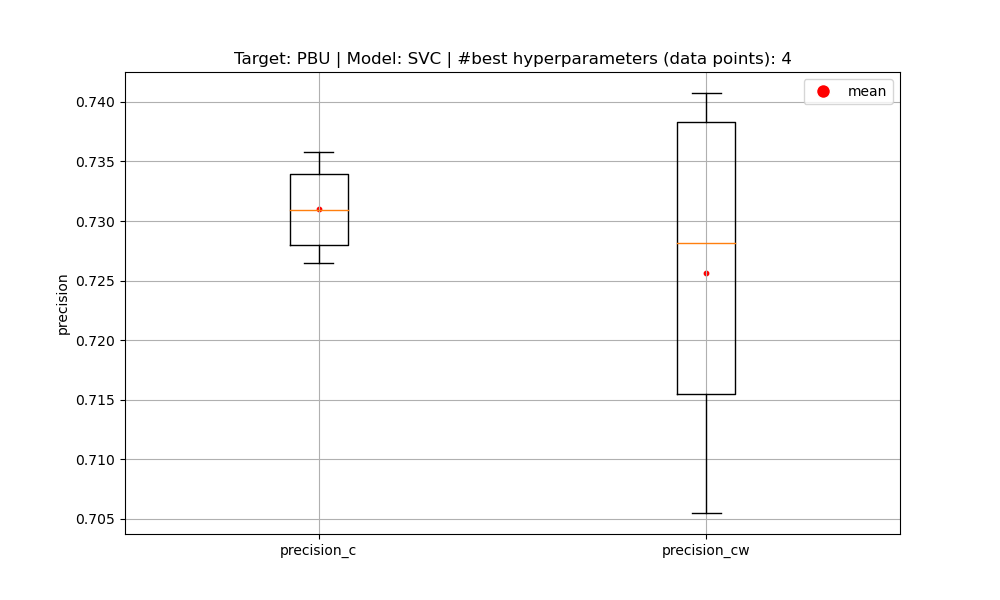 Target: PBU | Model: SVC | #best hyperparameters (data points): 4
mean
0.740
0.735
0.730
0.725
0.720
0.715
0.710
0.705
precision
precision_c
precision_cw